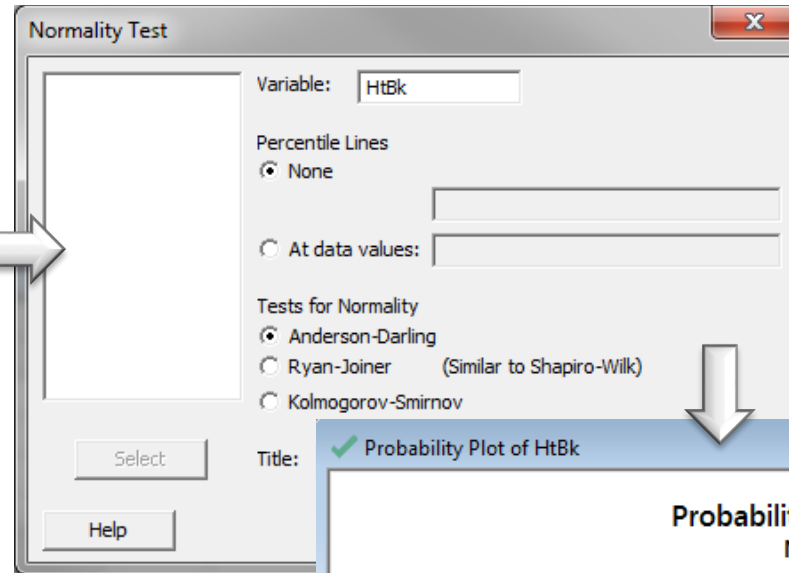 Normality Test
Variable: HtBk
Percentile Lines
None
At data values:
Tests for Normality
Anderson-Darling
Ryan-Joiner (Similar to Shapiro-Wilk)
Kolmogorov-Smirnov
Select
Title:
Help
Probability Plot of HtBk